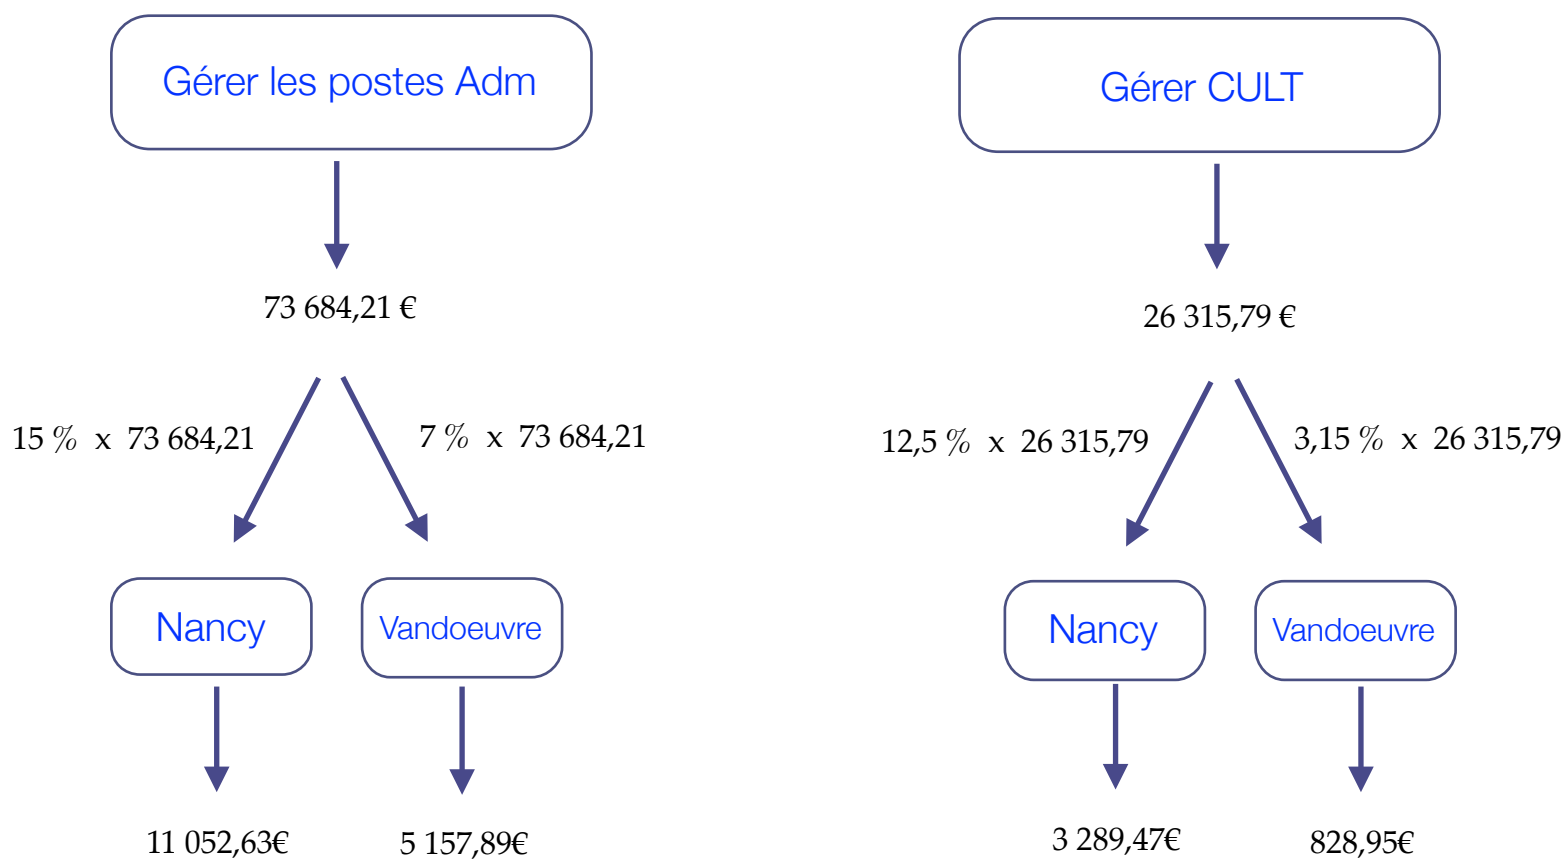 Gérer les postes Adm
Gérer CULT
73 684,21 €
26 315,79 €
15 % x 73 684,21
7 % x 73 684,21
12,5 % x 26 315,79
3,15 % x 26 315,79
Nancy
Vandoeuvre
Nancy
Vandoeuvre
11 052,63€
5 157,89€
3 289,47€
828,95€